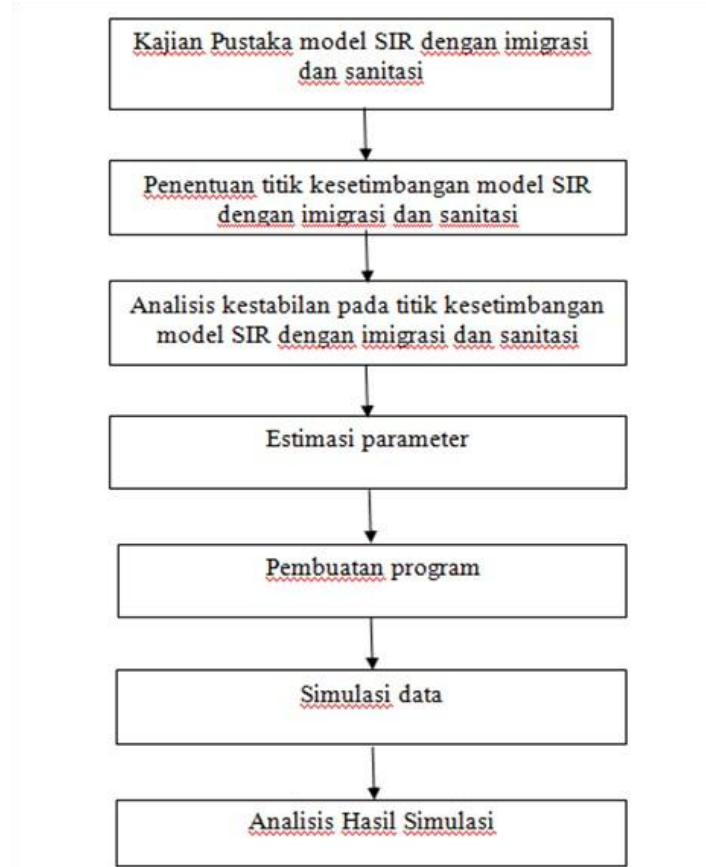 Kajian Pustaka model SIR dengan imigrasi
dan sanitasi
Penentuan titik kesetimbangan model SIR
dengan imigrasi dan sanitasi
Analisis kestabilan pada titik kesetimbangan
model SIR dengan imigrasi dan sanitasi
Estimasi parameter
Pembuatan program
Simulasi data
Analisis Hasil Simulasi